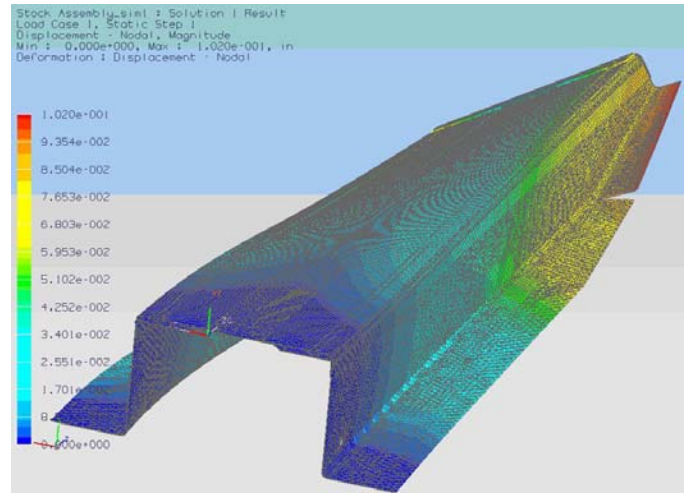 Stock Assembly_sim1 : Solution 1 Result
Load Case 1, Static Step 1
Displacement - Nodal, Magnitude
Min : 0.000e+000, Max : 1.020e-001, in
Deformation : Displacement - Nodal
1.020e-001
9.354e-002
8.504e-002
7.653e-002
6.803e-002
5.953e-002
5.102e-002
4.252e-002
3.401e-002
2.551e-002
1.701e-002
0.000e+000